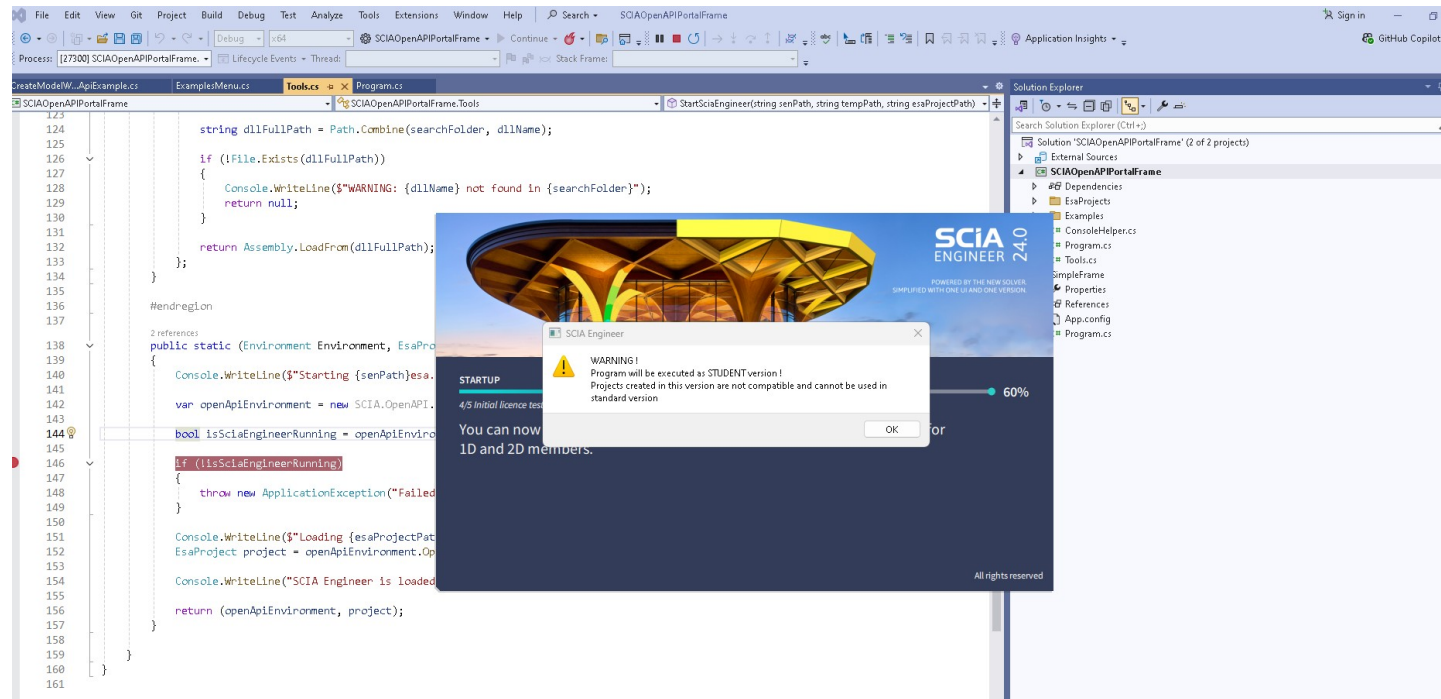 File Edit View Git Project Build Debug Test Analyze Tools Extensions Window Help Search SCIAOpenAPIPortalFrame Sign in
Debug x64 SCIAOpenAPIPortalFrame Continue Application Insights GitHub Copilot
Process: [27300] SCIAOpenAPIPortalFrame. Lifecycle Events Thread: Stack Frame:
CreateModelW...ApiExample.cs ExamplesMenu.cs Tools.cs Program.cs
SCIAOpenAPIPortalFrame SCIAOpenAPIPortalFrame.Tools StartSciaEngineer(string senPath, string tempPath, string esaProjectPath)
123
124 string dllFullPath = Path.Combine(searchFolder, dllName);
125
126 if (!File.Exists(dllFullPath))
127 {
128 Console.WriteLine($"WARNING: {dllName} not found in {searchFolder}");
129 return null;
130 }
131
132 return Assembly.LoadFrom(dllFullPath);
133 };
134 }
135
136 #endregion
137
2 references
138 public static (Environment Environment, EsaPro
139 {
140 Console.WriteLine($"Starting {senPath}esa.
141
142 var openApiEnvironment = new SCIA.OpenAPI.
143
144 bool isSciaEngineerRunning = openApiEnviro
145
146 if (!isSciaEngineerRunning)
147 {
148 throw new ApplicationException("Failed
149 }
150
151 Console.WriteLine($"Loading {esaProjectPat
152 EsaProject project = openApiEnvironment.Op
153
154 Console.WriteLine("SCIA Engineer is loaded
155
156 return (openApiEnvironment, project);
157 }
158
159 }
160 }
161
SCiA
ENGINEER
24.0
POWERED BY THE NEW SOLVER.
SIMPLIFIED WITH ONE UI AND ONE VERSION.
SCIA Engineer
WARNING !
Program will be executed as STUDENT version !
Projects created in this version are not compatible and cannot be used in
standard version
OK
STARTUP
60%
4/5 Initial licence test
You can now for
1D and 2D members.
All rights reserved
Solution Explorer
Search Solution Explorer (Ctrl+;)
Solution 'SCIAOpenAPIPortalFrame' (2 of 2 projects)
External Sources
SCIAOpenAPIPortalFrame
Dependencies
EsaProjects
Examples
ConsoleHelper.cs
Program.cs
Tools.cs
SimpleFrame
Properties
References
App.config
Program.cs